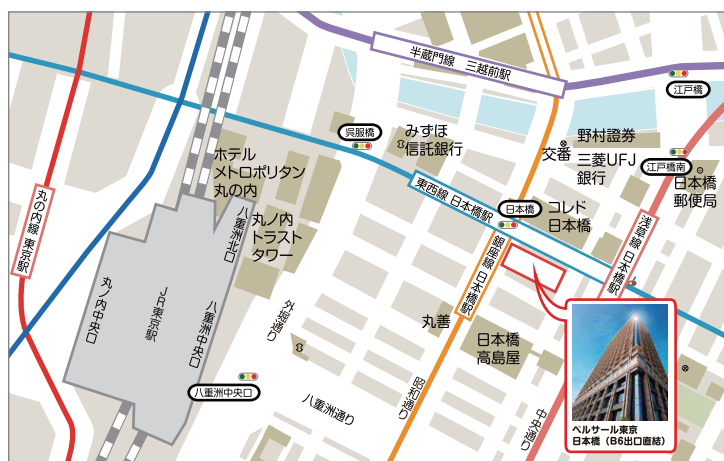 半蔵門線 三越前駅
江戸橋
呉服橋
みずほ
信託銀行
野村證券
交番
三菱UFJ
銀行
江戸橋南
日本橋
郵便局
ホテル
メトロポリタン
丸の内
東西線 日本橋駅
日本橋
コレド
日本橋
丸の内線 東京駅
八重洲北口
丸ノ内
トラスト
タワー
銀座線 日本橋駅
浅草線 日本橋駅
丸ノ内中央口
JR東京駅
八重洲中央口
外堀通り
丸善
日本橋
高島屋
八重洲中央口
八重洲通り
昭和通り
中央通り
ベルサール東京
日本橋（B6出口直結）